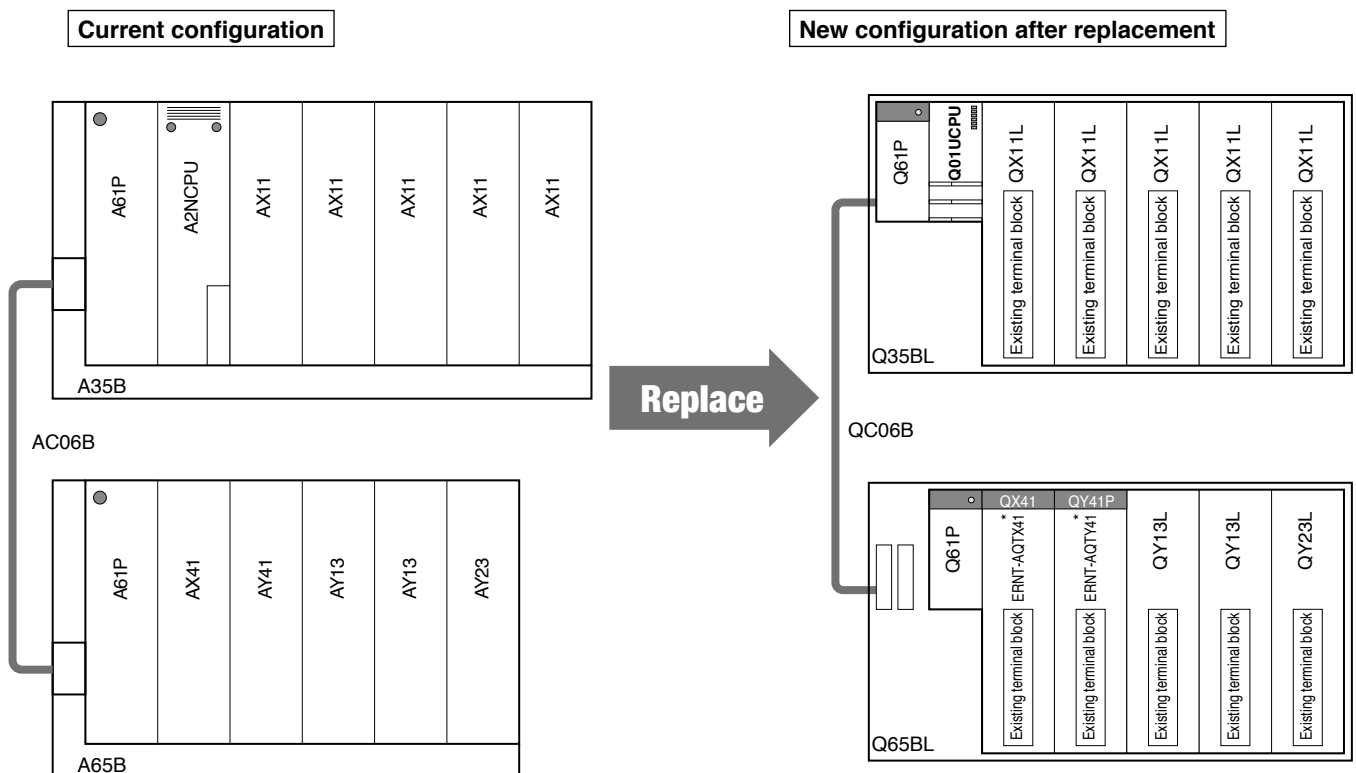 Current configuration
New configuration after replacement
A61P
A2NCPU
AX11
AX11
AX11
AX11
AX11
A35B
AC06B
A61P
AX41
AY41
AY13
AY13
AY23
A65B
Replace
Q61P
Q01UCPU
QX11L
QX11L
QX11L
QX11L
QX11L
Existing terminal block
Existing terminal block
Existing terminal block
Existing terminal block
Existing terminal block
Q35BL
QC06B
QX41
QY41P
Q61P
ERNT-AQTX41*
ERNT-AQTY41*
QY13L
QY13L
QY23L
Existing terminal block
Existing terminal block
Existing terminal block
Existing terminal block
Existing terminal block
Q65BL